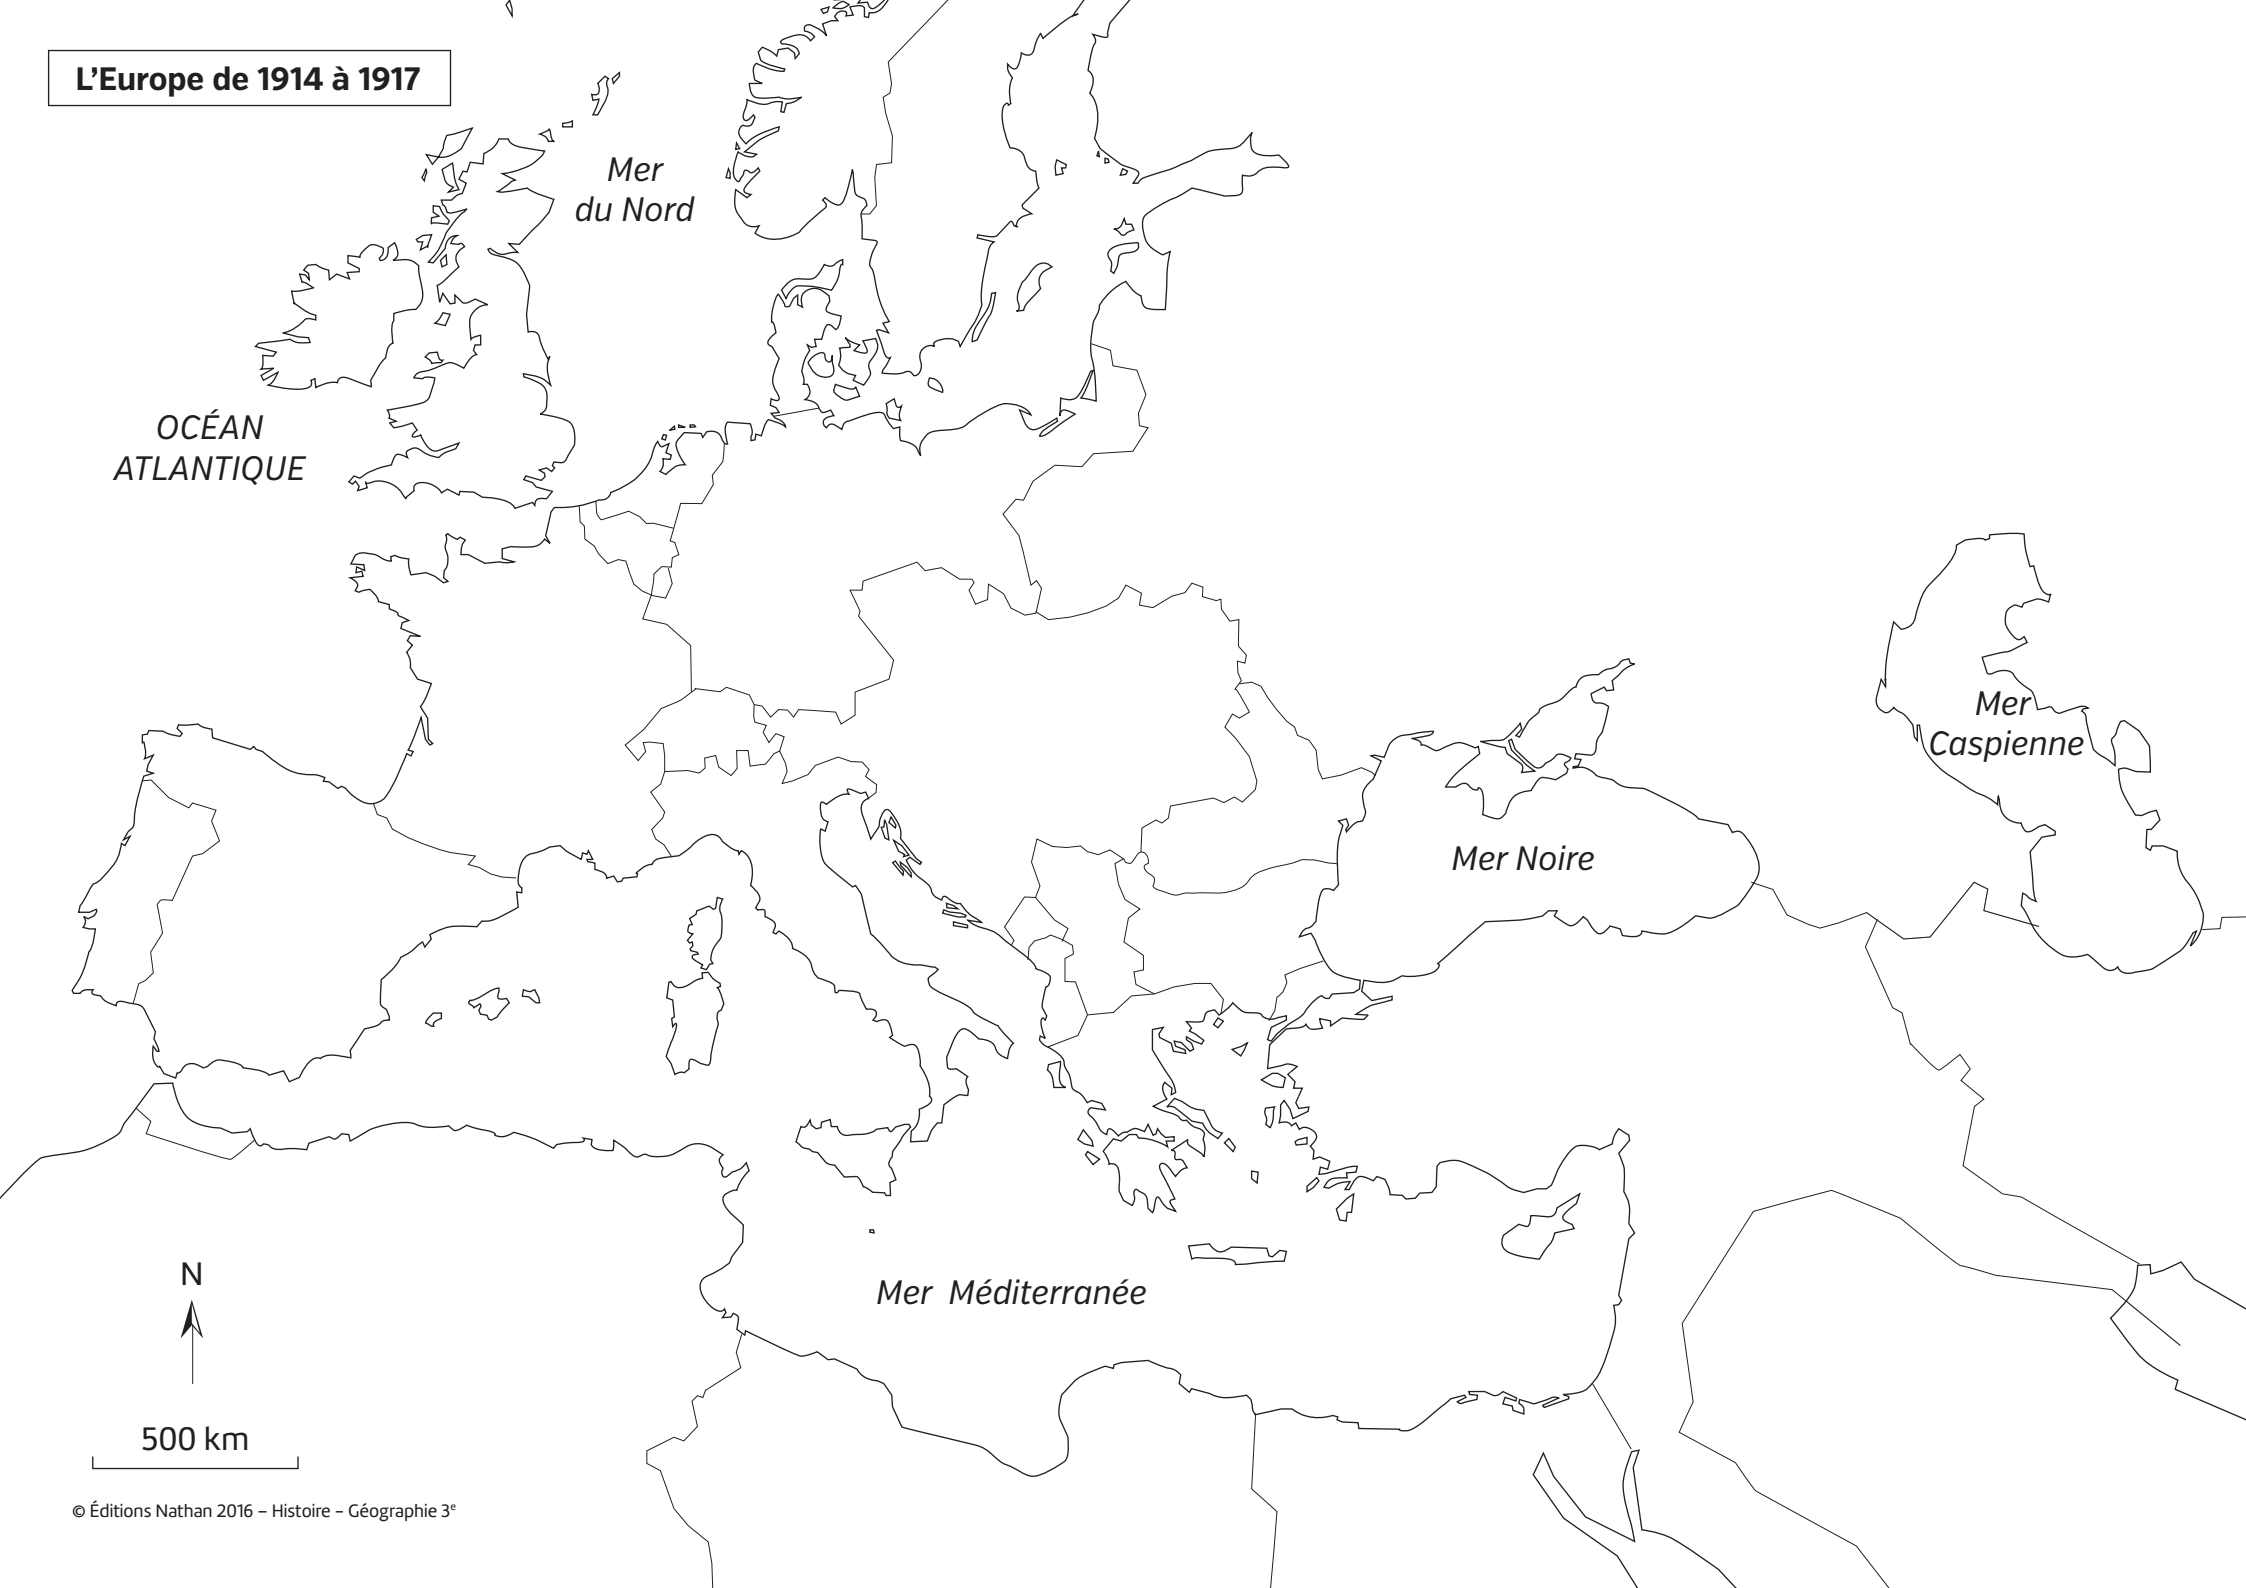 L’Europe de 1914 à 1917
Mer
du Nord
OCÉAN
ATLANTIQUE
Mer
Caspienne
Mer Noire
Mer Méditerranée
N
500 km
© Éditions Nathan 2016 – Histoire - Géographie 3e